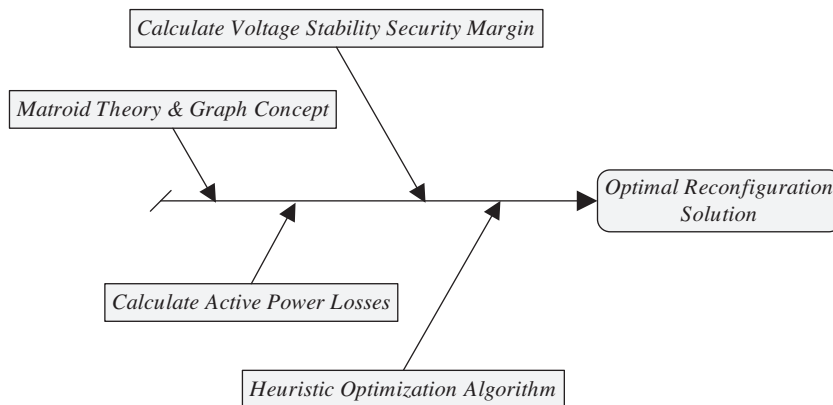 Calculate Voltage Stability Security Margin
Matroid Theory & Graph Concept
Optimal Reconfiguration
Solution
Calculate Active Power Losses
Heuristic Optimization Algorithm